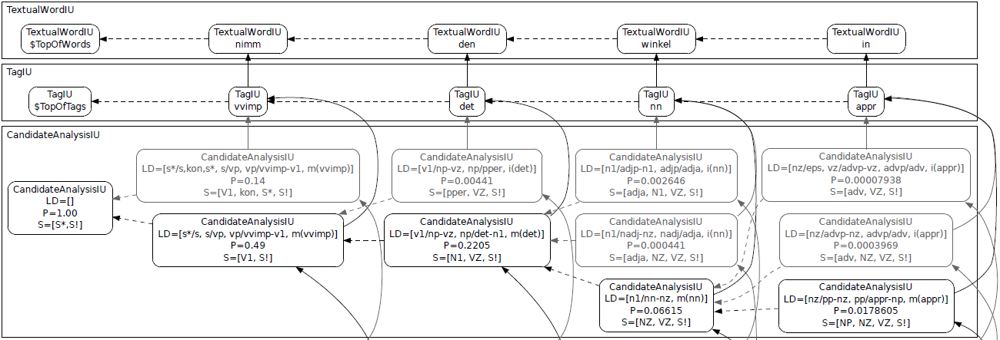 TextualWordIU
TextualWordIU
$TopOfWords
TextualWordIU
nimm
TextualWordIU
den
TextualWordIU
winkel
TextualWordIU
in
TagIU
TagIU
$TopOfTags
TagIU
vvimp
TagIU
det
TagIU
nn
TagIU
appr
CandidateAnalysisIU
CandidateAnalysisIU
LD=[]
P=1.00
S=[S*,S!]
CandidateAnalysisIU
LD=[s*/s,kon,s*, s/vp, vp/vvimp-v1, m(vvimp)]
P=0.14
S=[V1, kon, S*, S!]
CandidateAnalysisIU
LD=[s*/s, s/vp, vp/vvimp-v1, m(vvimp)]
P=0.49
S=[V1, S!]
CandidateAnalysisIU
LD=[v1/np-vz, np/pper, i(det)]
P=0.00441
S=[pper, VZ, S!]
CandidateAnalysisIU
LD=[v1/np-vz, np/det-n1, m(det)]
P=0.2205
S=[N1, VZ, S!]
CandidateAnalysisIU
LD=[n1/adjp-n1, adjp/adja, i(nn)]
P=0.002646
S=[adja, N1, VZ, S!]
CandidateAnalysisIU
LD=[n1/nadj-nz, nadj/adja, i(nn)]
P=0.000441
S=[adja, NZ, VZ, S!]
CandidateAnalysisIU
LD=[n1/nn-nz, m(nn)]
P=0.06615
S=[NZ, VZ, S!]
CandidateAnalysisIU
LD=[nz/eps, vz/advp-vz, advp/adv, i(appr)]
P=0.00007938
S=[adv, VZ, S!]
CandidateAnalysisIU
LD=[nz/advp-nz, advp/adv, i(appr)]
P=0.0003969
S=[adv, NZ, VZ, S!]
CandidateAnalysisIU
LD=[nz/pp-nz, pp/appr-np, m(appr)]
P=0.0178605
S=[NP, NZ, VZ, S!]